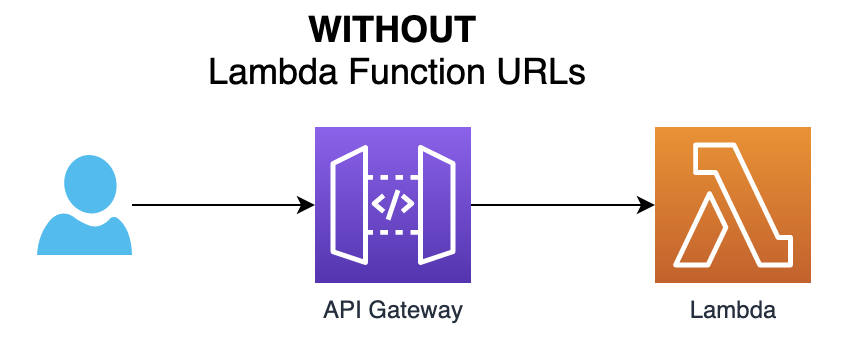 WITHOUT
Lambda Function URLs
</>
API Gateway
Lambda